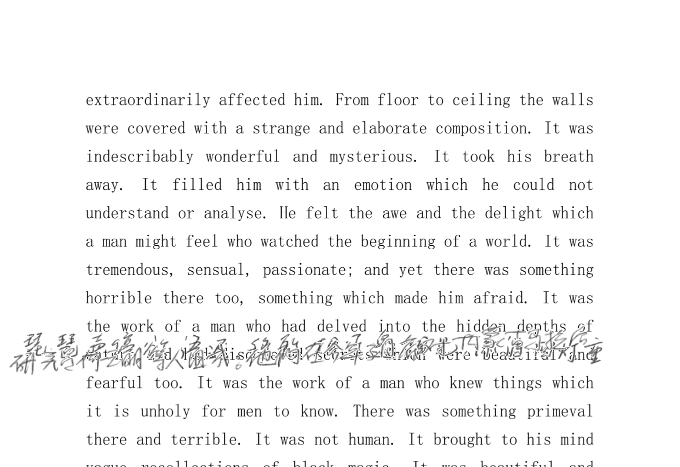 extraordinarily affected him. From floor to ceiling the walls
were covered with a strange and elaborate composition. It was
indescribably wonderful and mysterious. It took his breath
away. It filled him with an emotion which he could not
understand or analyse. He felt the awe and the delight which
a man might feel who watched the beginning of a world. It was
tremendous, sensual, passionate; and yet there was something
horrible there too, something which made him afraid. It was
the work of a man who had delved into the hidden depths of
were beautiful and
fearful too. It was the work of a man who knew things which
it is unholy for men to know. There was something primeval
there and terrible. It was not human. It brought to his mind
vague recollections of black magic. It was beautiful and